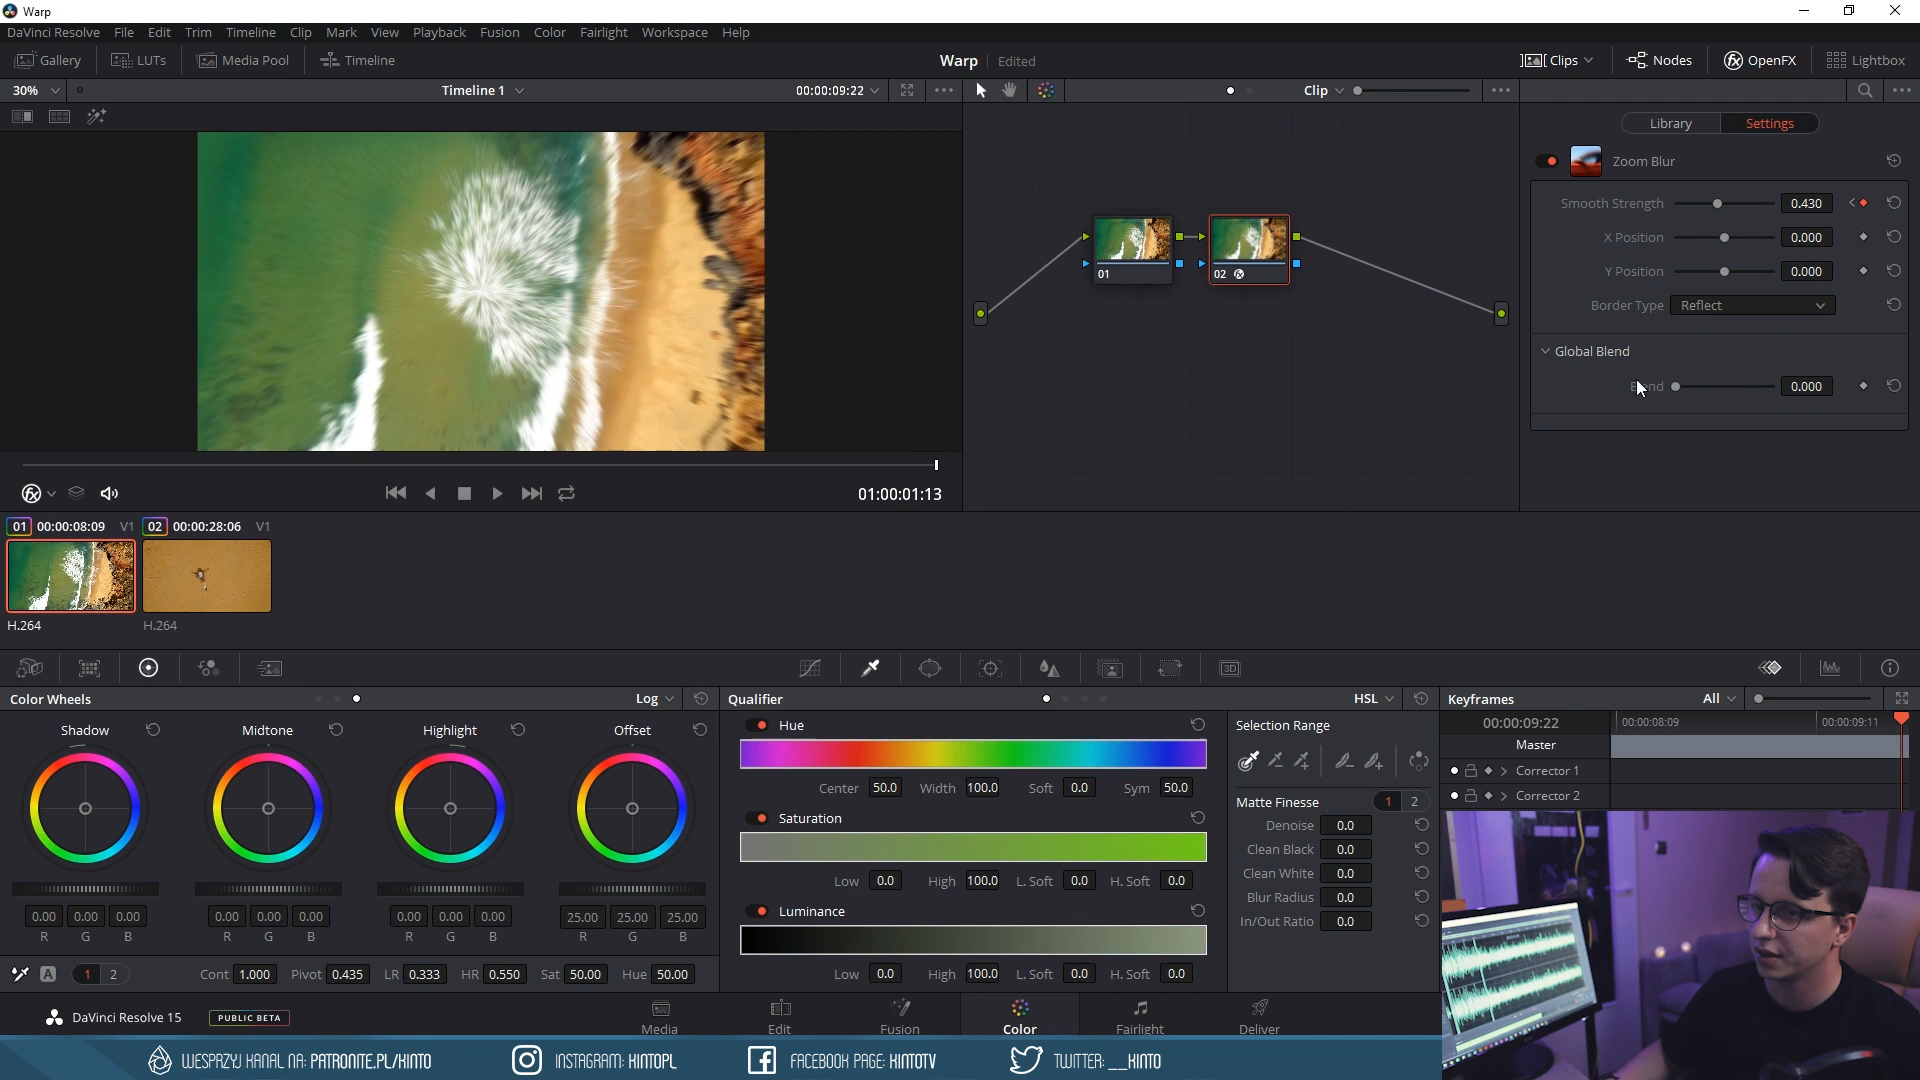 Warp
DaVinci Resolve File Edit Trim Timeline Clip Mark View Playback Fusion Color Fairlight Workspace Help
Gallery LUTs Media Pool Timeline Warp Edited Clips Nodes OpenFX Lightbox
30% Timeline 1 00:00:09:22 Clip
Library Settings
Zoom Blur
Smooth Strength 0.430
X Position 0.000
Y Position 0.000
Border Type Reflect
Global Blend
0.000
01 02
01:00:01:13
01 00:00:08:09 V1 02 00:00:28:06 V1
H.264 H.264
3D
Color Wheels Log Qualifier HSL Keyframes All
Shadow Midtone Highlight Offset
0.00 0.00 0.00 0.00 0.00 0.00 0.00 0.00 0.00 25.00 25.00 25.00
R G B R G B R G B R G B
A 1 2 Cont 1.000 Pivot 0.435 LR 0.333 HR 0.550 Sat 50.00 Hue 50.00
Hue
Center 50.0 Width 100.0 Soft 0.0 Sym 50.0
Saturation
Low 0.0 High 100.0 L. Soft 0.0 H. Soft 0.0
Luminance
Low 0.0 High 100.0 L. Soft 0.0 H. Soft 0.0
Selection Range
Matte Finesse 1 2
Denoise 0.0
Clean Black 0.0
Clean White 0.0
Blur Radius 0.0
In/Out Ratio 0.0
00:00:09:22 00:00:08:09 00:00:09:11
Master
Corrector 1
Corrector 2
DaVinci Resolve 15 PUBLIC BETA
Media Edit Fusion Color Fairlight Deliver
WESPRZYJ KANAŁ NA: PATRONITE.PL/KINTO INSTAGRAM: KINTOPL FACEBOOK PAGE: KINTOTV TWITTER: __KINTO